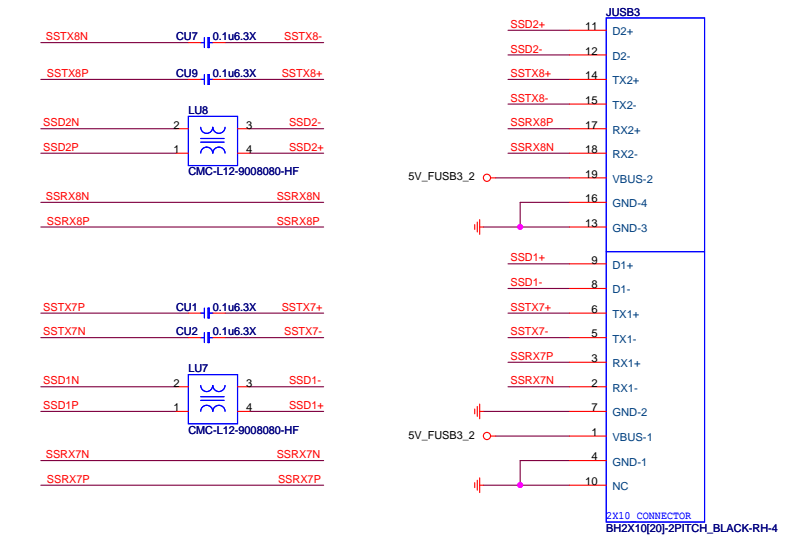 SSTX8N CU7 0.1u6.3X SSTX8-
SSTX8P CU9 0.1u6.3X SSTX8+
LU8
SSD2N 2 3 SSD2-
SSD2P 1 4 SSD2+
CMC-L12-9008080-HF
SSRX8N SSRX8N
SSRX8P SSRX8P
SSTX7P CU1 0.1u6.3X SSTX7+
SSTX7N CU2 0.1u6.3X SSTX7-
LU7
SSD1N 2 3 SSD1-
SSD1P 1 4 SSD1+
CMC-L12-9008080-HF
SSRX7N SSRX7N
SSRX7P SSRX7P
JUSB3
SSD2+ 11 D2+
SSD2- 12 D2-
SSTX8+ 14 TX2+
SSTX8- 15 TX2-
SSRX8P 17 RX2+
SSRX8N 18 RX2-
5V_FUSB3_2 19 VBUS-2
16 GND-4
13 GND-3
SSD1+ 9 D1+
SSD1- 8 D1-
SSTX7+ 6 TX1+
SSTX7- 5 TX1-
SSRX7P 3 RX1+
SSRX7N 2 RX1-
7 GND-2
5V_FUSB3_2 1 VBUS-1
4 GND-1
10 NC
2X10 CONNECTOR
BH2X10[20]-2PITCH_BLACK-RH-4